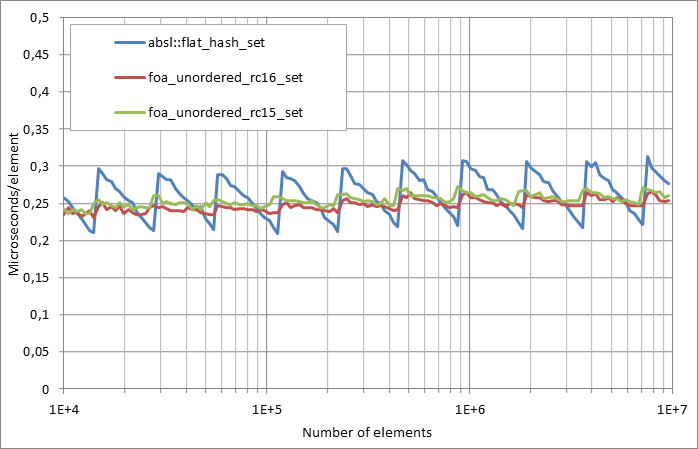 0,5
0,45
0,4
0,35
0,3
0,25
0,2
0,15
0,1
0,05
0
Microseconds/element
absl::flat_hash_set
foa_unordered_rc16_set
foa_unordered_rc15_set
1E+4 1E+5 1E+6 1E+7
Number of elements